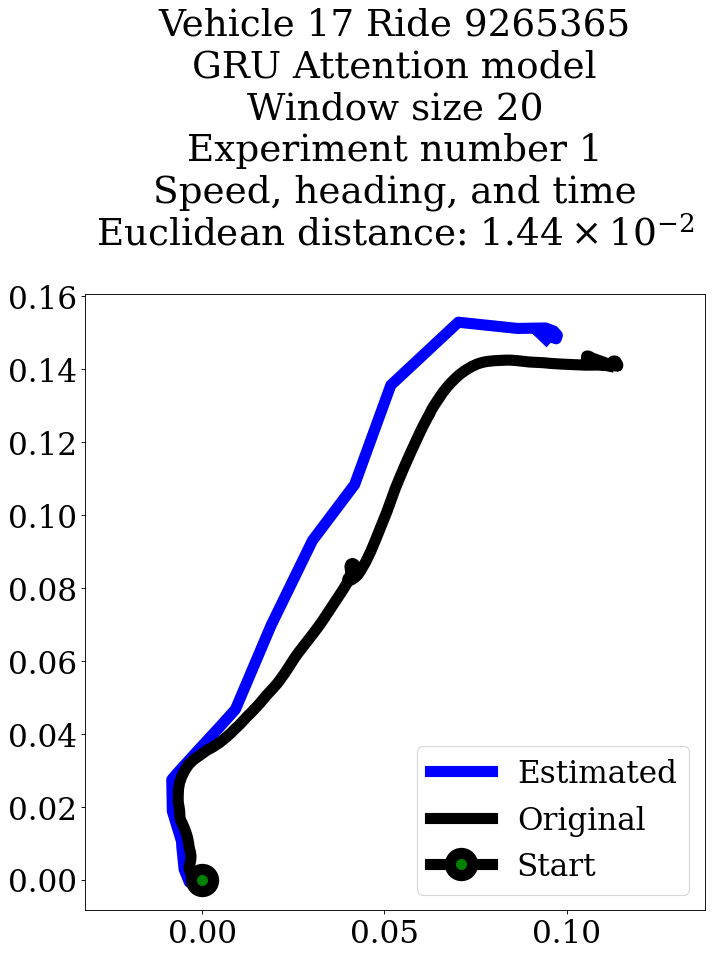 Vehicle 17 Ride 9265365
GRU Attention model
Window size 20
Experiment number 1
Speed, heading, and time
Euclidean distance: 1.44 × 10⁻²
0.16
0.14
0.12
0.10
0.08
0.06
0.04
0.02
0.00
Estimated
Original
Start
0.00 0.05 0.10